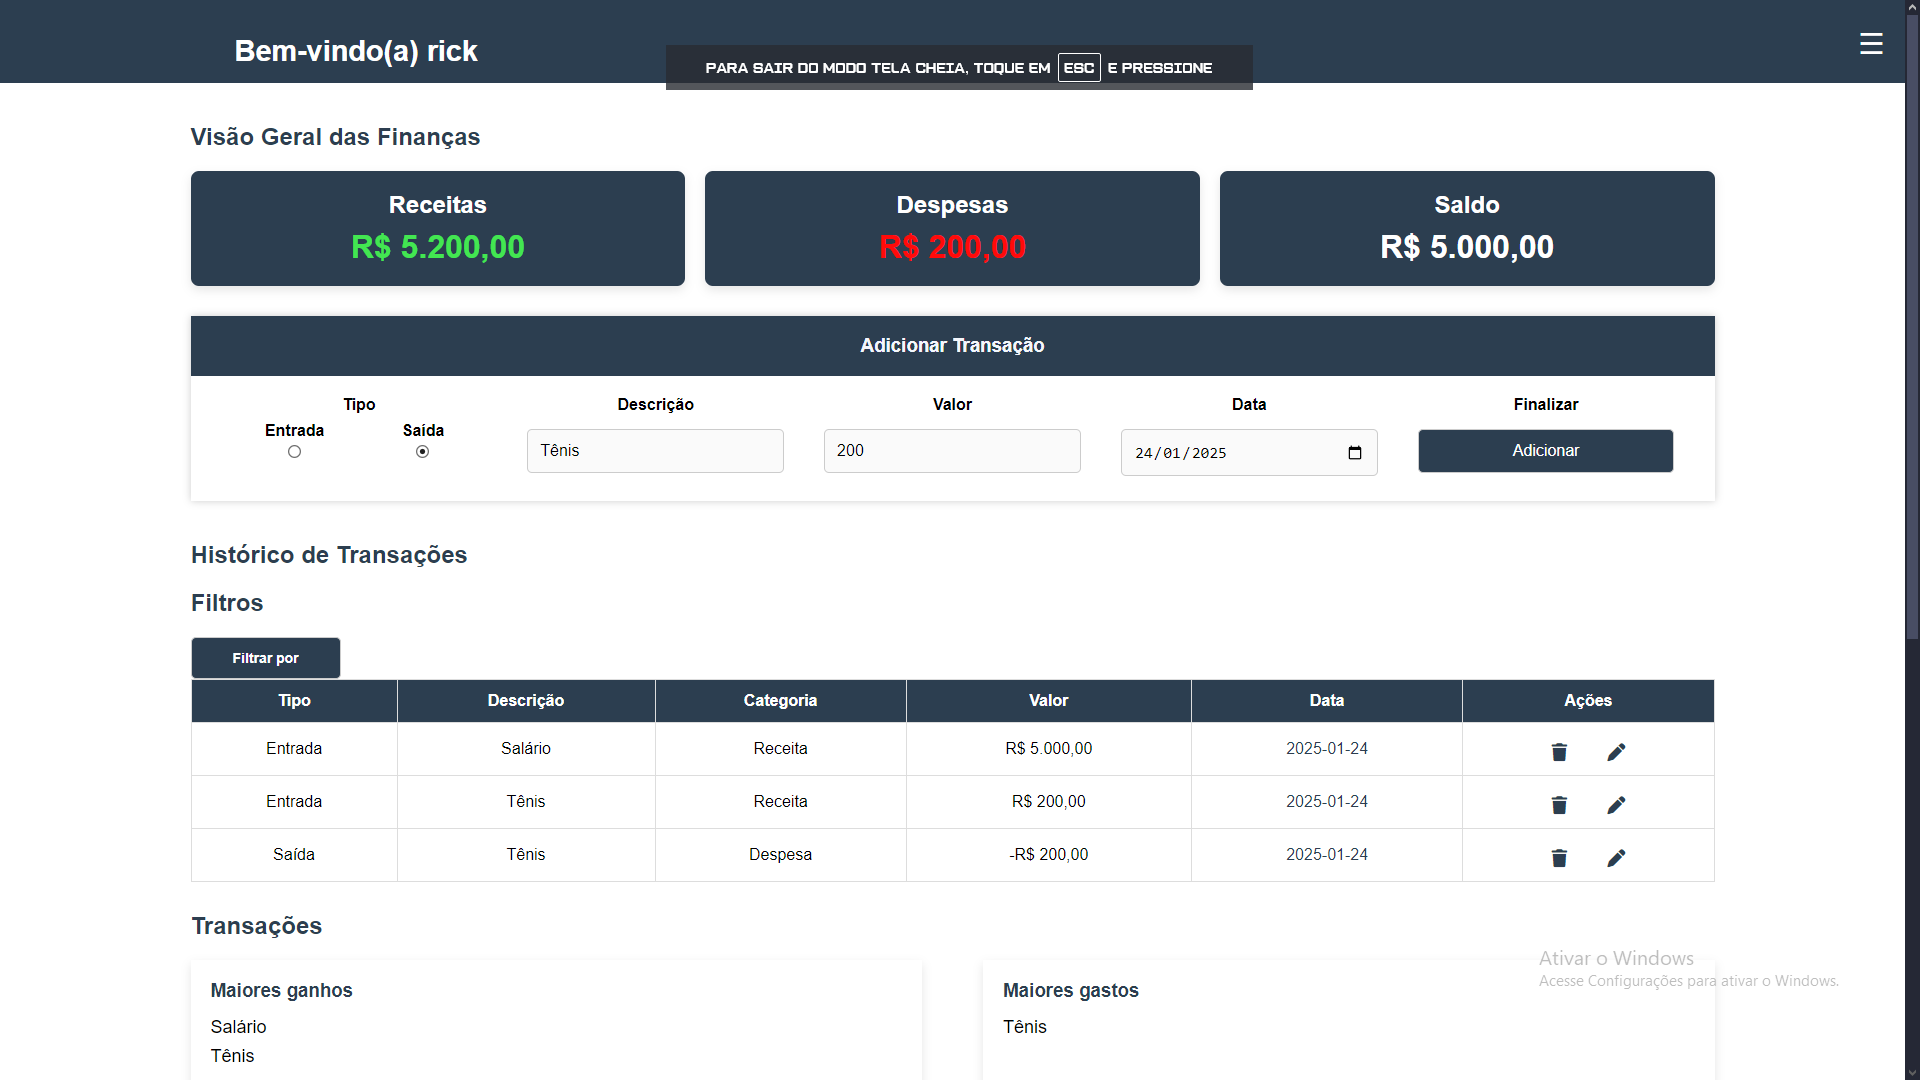 Bem-vindo(a) rick
PARA SAIR DO MODO TELA CHEIA, TOQUE EM ESC E PRESSIONE
Visão Geral das Finanças
Receitas
R$ 5.200,00
Despesas
R$ 200,00
Saldo
R$ 5.000,00
Adicionar Transação
Tipo Descrição Valor Data Finalizar
Entrada Saída
Tênis 200 24/01/2025 Adicionar
Histórico de Transações
Filtros
Filtrar por
Tipo Descrição Categoria Valor Data Ações
Entrada Salário Receita R$ 5.000,00 2025-01-24
Entrada Tênis Receita R$ 200,00 2025-01-24
Saída Tênis Despesa -R$ 200,00 2025-01-24
Transações
Maiores ganhos
Salário
Tênis
Maiores gastos
Tênis
Ativar o Windows
Acesse Configurações para ativar o Windows.